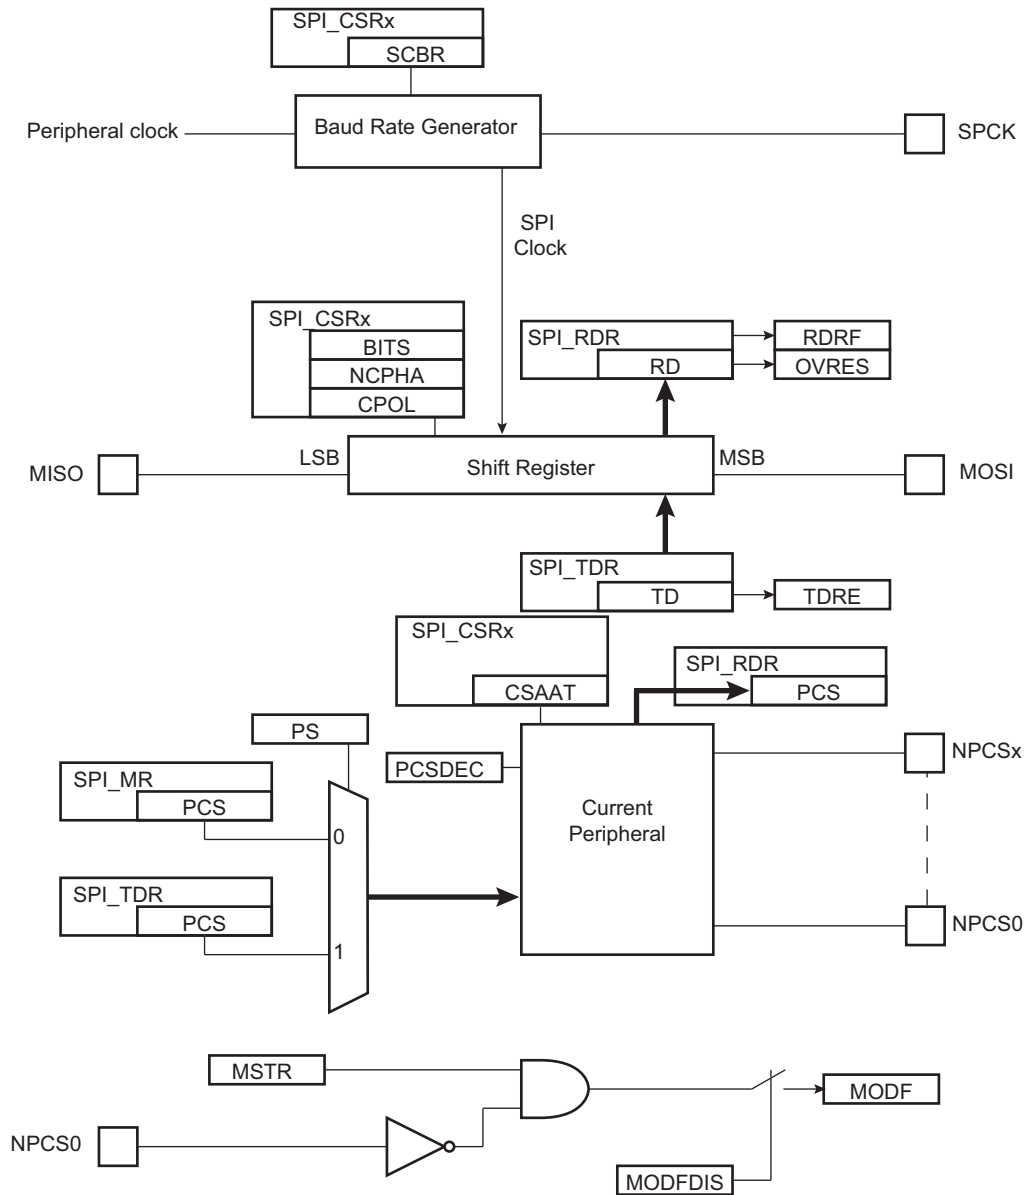 SPI_CSRx
SCBR
Peripheral clock
Baud Rate Generator
SPCK
SPI
Clock
SPI_CSRx
BITS
NCPHA
CPOL
SPI_RDR
RD
RDRF
OVRES
MISO
LSB
Shift Register
MSB
MOSI
SPI_TDR
TD
TDRE
SPI_CSRx
CSAAT
SPI_RDR
PCS
PS
PCSDEC
SPI_MR
PCS
0
Current
Peripheral
NPCSx
SPI_TDR
PCS
1
NPCS0
MSTR
MODF
NPCS0
MODFDIS